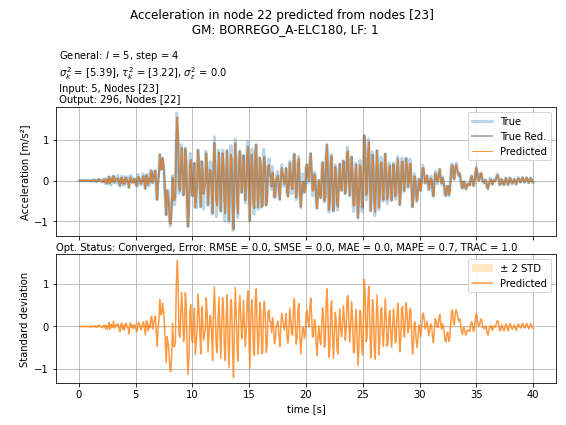 Acceleration in node 22 predicted from nodes [23]
GM: BORREGO_A-ELC180, LF: 1
General: l = 5, step = 4
σ²ₖ = [5.39], τ²ₖ = [3.22], σ²ε = 0.0
Input: 5, Nodes [23]
Output: 296, Nodes [22]
Acceleration [m/s²]
1
0
−1
True
True Red.
Predicted
Opt. Status: Converged, Error: RMSE = 0.0, SMSE = 0.0, MAE = 0.0, MAPE = 0.7, TRAC = 1.0
Standard deviation
1
0
−1
± 2 STD
Predicted
0 5 10 15 20 25 30 35 40
time [s]